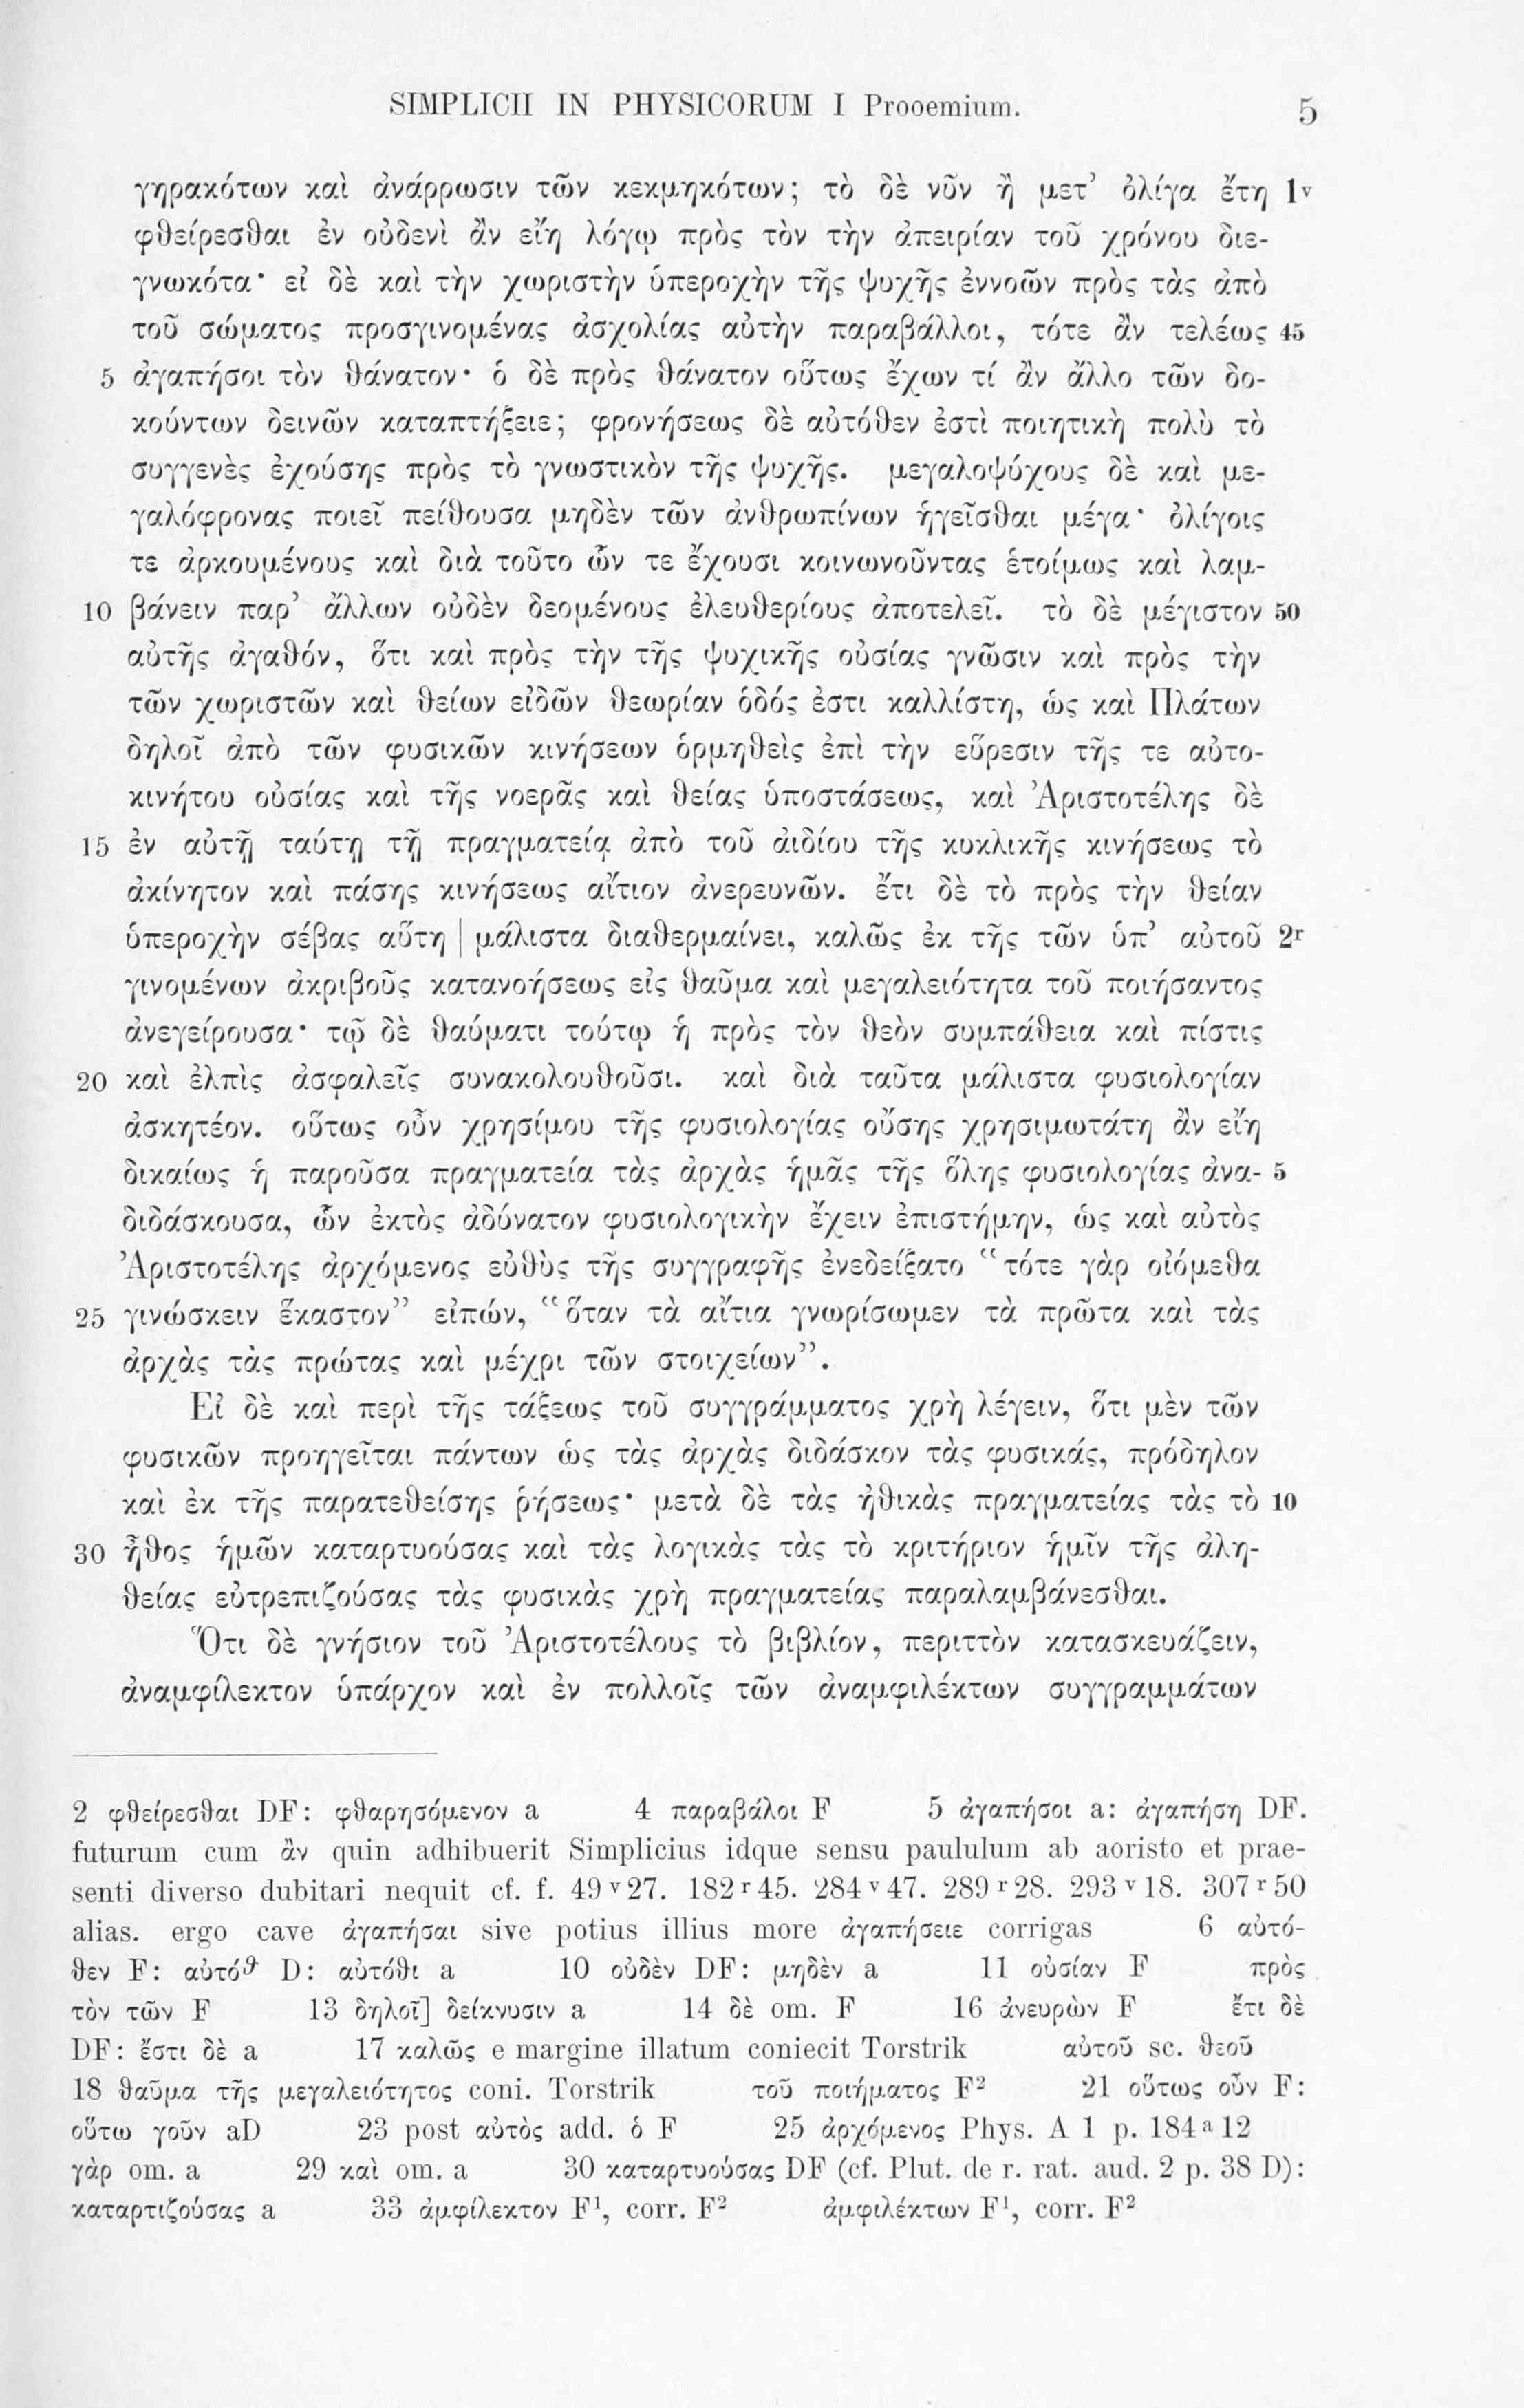 SIMPLICII IN PHYSICORUM I Prooemium. 5
γηρακότων καὶ ἀνάρρωσιν τῶν κεκμηκότων; τὸ δὲ νῦν ἢ μετ’ ὀλίγα ἔτη 1v
φθείρεσθαι ἐν οὐδενὶ ἂν εἴη λόγῳ πρὸς τὸν τὴν ἀπειρίαν τοῦ χρόνου διε-
γνωκότα· εἰ δὲ καὶ τὴν χωριστὴν ὑπεροχὴν τῆς ψυχῆς ἐννοῶν πρὸς τὰς ἀπὸ
τοῦ σώματος προσγινομένας ἀσχολίας αὐτὴν παραβάλλοι, τότε ἂν τελέως 45
5 ἀγαπήσοι τὸν θάνατον· ὁ δὲ πρὸς θάνατον οὕτως ἔχων τί ἂν ἄλλο τῶν δο-
κούντων δεινῶν καταπτήξειε; φρονήσεως δὲ αὐτόθεν ἐστὶ ποιητικὴ πολὺ τὸ
συγγενὲς ἐχούσης πρὸς τὸ γνωστικὸν τῆς ψυχῆς. μεγαλοψύχους δὲ καὶ με-
γαλόφρονας ποιεῖ πείθουσα μηδὲν τῶν ἀνθρωπίνων ἡγεῖσθαι μέγα· ὀλίγοις
τε ἀρκουμένους καὶ διὰ τοῦτο ὧν τε ἔχουσι κοινωνοῦντας ἑτοίμως καὶ λαμ-
10 βάνειν παρ’ ἄλλων οὐδὲν δεομένους ἐλευθερίους ἀποτελεῖ. τὸ δὲ μέγιστον 50
αὐτῆς ἀγαθόν, ὅτι καὶ πρὸς τὴν τῆς ψυχικῆς οὐσίας γνῶσιν καὶ πρὸς τὴν
τῶν χωριστῶν καὶ θείων εἰδῶν θεωρίαν ὁδός ἐστι καλλίστη, ὡς καὶ Πλάτων
δηλοῖ ἀπὸ τῶν φυσικῶν κινήσεων ὁρμηθεὶς ἐπὶ τὴν εὕρεσιν τῆς τε αὐτο-
κινήτου οὐσίας καὶ τῆς νοερᾶς καὶ θείας ὑποστάσεως, καὶ Ἀριστοτέλης δὲ
15 ἐν αὐτῇ ταύτῃ τῇ πραγματείᾳ ἀπὸ τοῦ ἀιδίου τῆς κυκλικῆς κινήσεως τὸ
ἀκίνητον καὶ πάσης κινήσεως αἴτιον ἀνερευνῶν. ἔτι δὲ τὸ πρὸς τὴν θείαν
ὑπεροχὴν σέβας αὕτη | μάλιστα διαθερμαίνει, καλῶς ἐκ τῆς τῶν ὑπ’ αὐτοῦ 2r
γινομένων ἀκριβοῦς κατανοήσεως εἰς θαῦμα καὶ μεγαλειότητα τοῦ ποιήσαντος
ἀνεγείρουσα· τῷ δὲ θαύματι τούτῳ ἡ πρὸς τὸν θεὸν συμπάθεια καὶ πίστις
20 καὶ ἐλπὶς ἀσφαλεῖς συνακολουθοῦσι. καὶ διὰ ταῦτα μάλιστα φυσιολογίαν
ἀσκητέον. οὕτως οὖν χρησίμου τῆς φυσιολογίας οὔσης χρησιμωτάτη ἂν εἴη
δικαίως ἡ παροῦσα πραγματεία τὰς ἀρχὰς ἡμᾶς τῆς ὅλης φυσιολογίας ἀνα- 5
διδάσκουσα, ὧν ἐκτὸς ἀδύνατον φυσιολογικὴν ἔχειν ἐπιστήμην, ὡς καὶ αὐτὸς
Ἀριστοτέλης ἀρχόμενος εὐθὺς τῆς συγγραφῆς ἐνεδείξατο “τότε γὰρ οἰόμεθα
25 γινώσκειν ἕκαστον” εἰπών, “ὅταν τὰ αἴτια γνωρίσωμεν τὰ πρῶτα καὶ τὰς
ἀρχὰς τὰς πρώτας καὶ μέχρι τῶν στοιχείων”.
Εἰ δὲ καὶ περὶ τῆς τάξεως τοῦ συγγράμματος χρὴ λέγειν, ὅτι μὲν τῶν
φυσικῶν προηγεῖται πάντων ὡς τὰς ἀρχὰς διδάσκον τὰς φυσικάς, πρόδηλον
καὶ ἐκ τῆς παρατεθείσης ῥήσεως· μετὰ δὲ τὰς ἠθικὰς πραγματείας τὰς τὸ 10
30 ἦθος ἡμῶν καταρτυούσας καὶ τὰς λογικὰς τὰς τὸ κριτήριον ἡμῖν τῆς ἀλη-
θείας εὐτρεπιζούσας τὰς φυσικὰς χρὴ πραγματείας παραλαμβάνεσθαι.
Ὅτι δὲ γνήσιον τοῦ Ἀριστοτέλους τὸ βιβλίον, περιττὸν κατασκευάζειν,
ἀναμφίλεκτον ὑπάρχον καὶ ἐν πολλοῖς τῶν ἀναμφιλέκτων συγγραμμάτων
2 φθείρεσθαι DF: φθαρησόμενον a 4 παραβάλοι F 5 ἀγαπήσοι a: ἀγαπήση DF.
futurum cum ἂν quin adhibuerit Simplicius idque sensu paululum ab aoristo et prae-
senti diverso dubitari nequit cf. f. 49v27. 182r45. 284v47. 289r28. 293v18. 307r50
alias. ergo cave ἀγαπήσαι sive potius illius more ἀγαπήσειε corrigas 6 αὐτό-
θεν F: αὐτόθ D: αὐτόθι a 10 οὐδὲν DF: μηδὲν a 11 οὐσίαν F πρὸς
τὸν τῶν F 13 δηλοῖ] δείκνυσιν a 14 δὲ om. F 16 ἀνευρὼν F ἔτι δὲ
DF: ἔστι δὲ a 17 καλῶς e margine illatum coniecit Torstrik αὐτοῦ sc. θεοῦ
18 θαῦμα τῆς μεγαλειότητος coni. Torstrik τοῦ ποιήματος F² 21 οὕτως οὖν F:
οὕτω γοῦν aD 23 post αὐτὸς add. ὁ F 25 ἀρχόμενος Phys. A 1 p. 184a12
γὰρ om. a 29 καὶ om. a 30 καταρτυούσας DF (cf. Plut. de r. rat. aud. 2 p. 38 D):
καταρτιζούσας a 33 ἀμφίλεκτον F¹, corr. F² ἀμφιλέκτων F¹, corr. F²